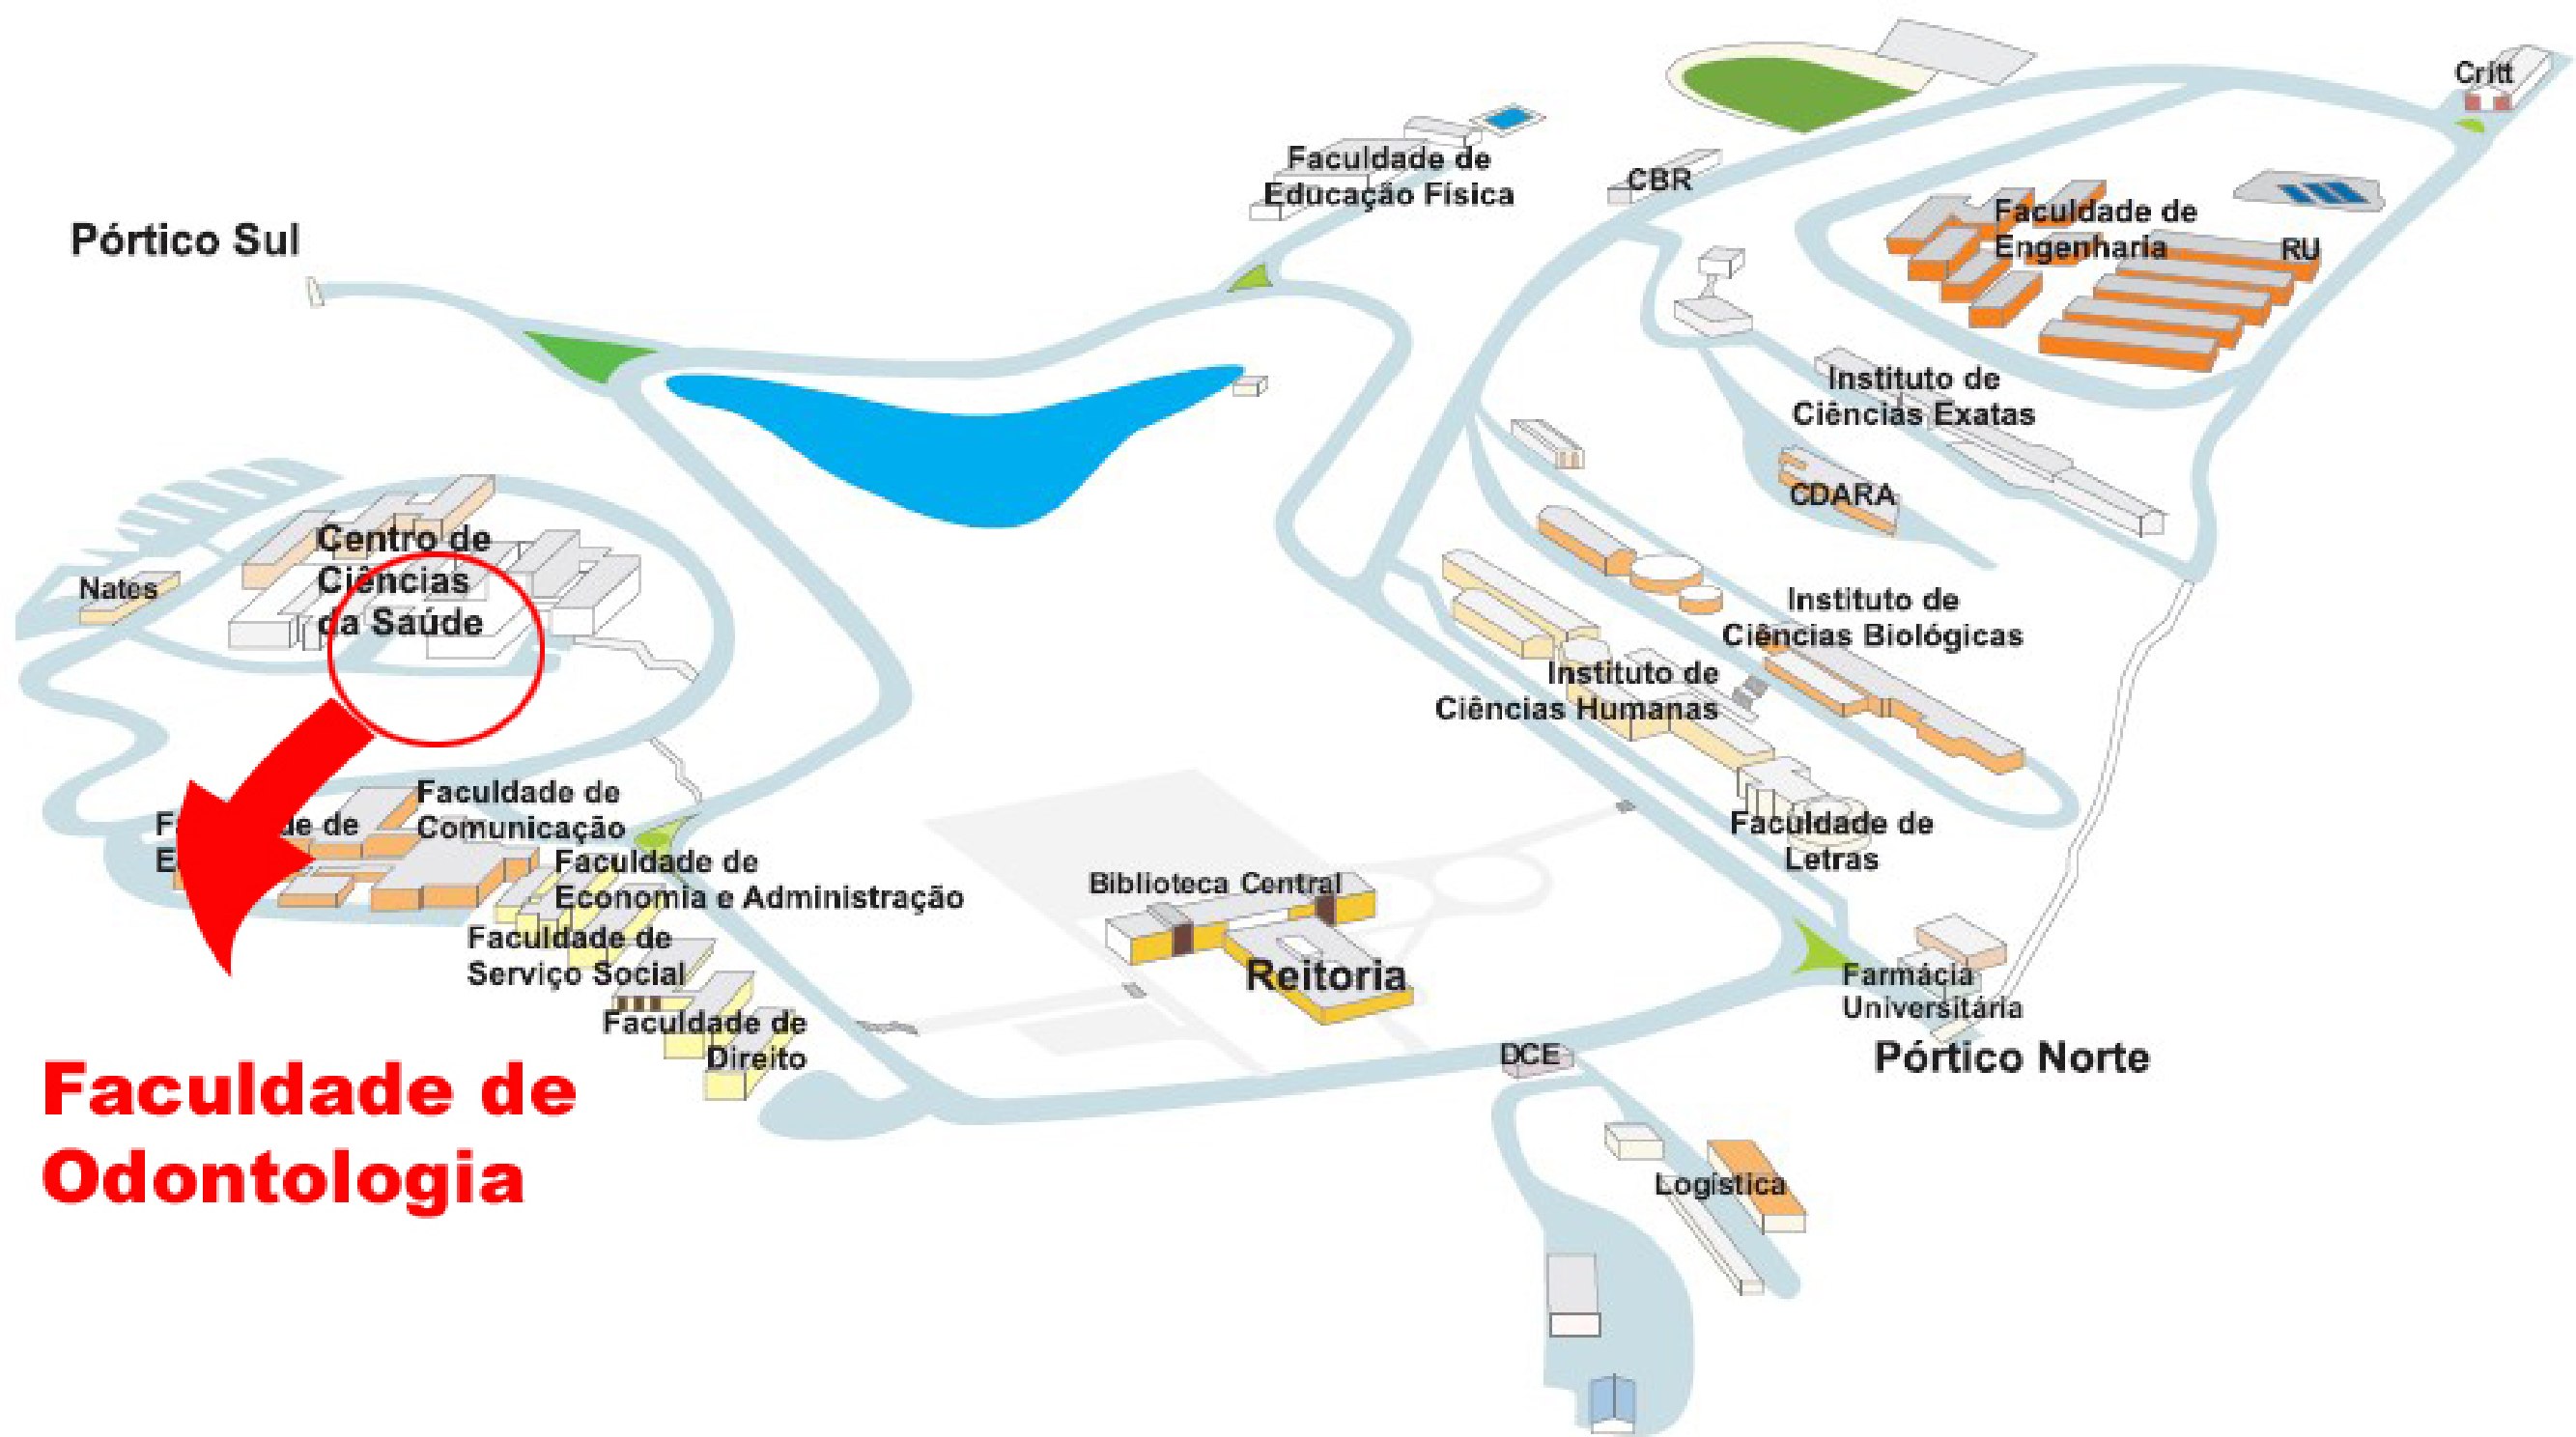 Crítt
Faculdade de
Educação Física
CBR
Pórtico Sul
Faculdade de
Engenharia
RU
Instituto de
Ciências Exatas
CDARA
Centro de
Ciências
da Saúde
Nates
Instituto de
Ciências Biológicas
Instituto de
Ciências Humanas
Faculdade de
Comunicação
de
Faculdade de
Economia e Administração
Faculdade de
Letras
Biblioteca Central
Faculdade de
Serviço Social
Reitoria
Farmácia
Universitária
Faculdade de
Direito
DCE
Pórtico Norte
Faculdade de
Odontologia
Logística